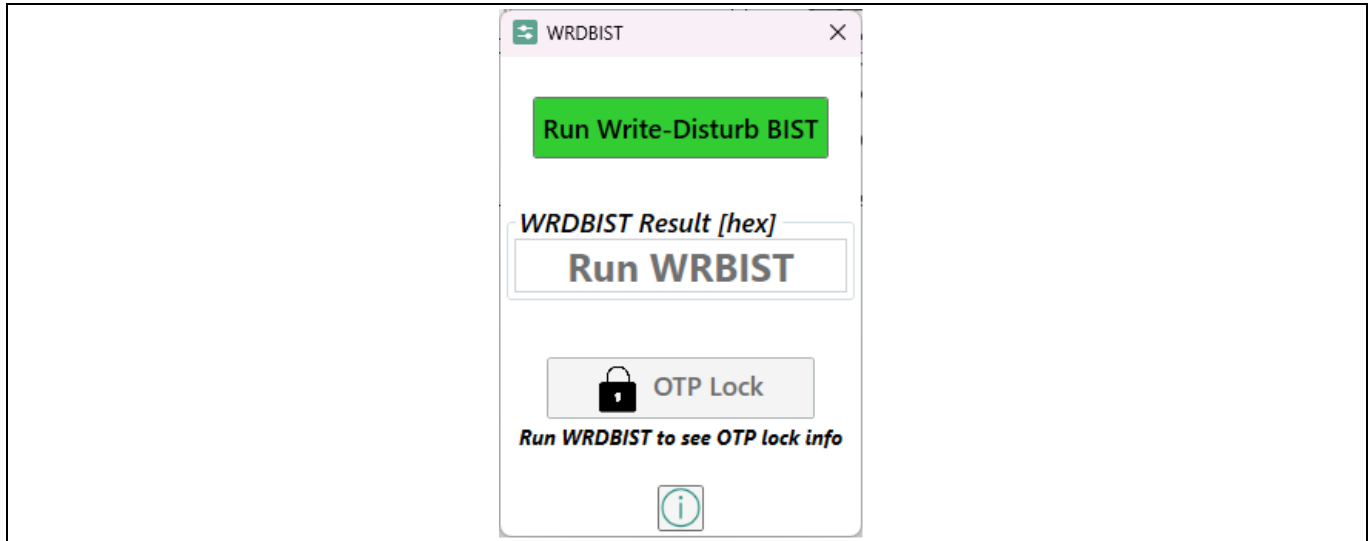 WRDBIST
Run Write-Disturb BIST
WRDBIST Result [hex]
Run WRBIST
OTP Lock
Run WRDBIST to see OTP lock info